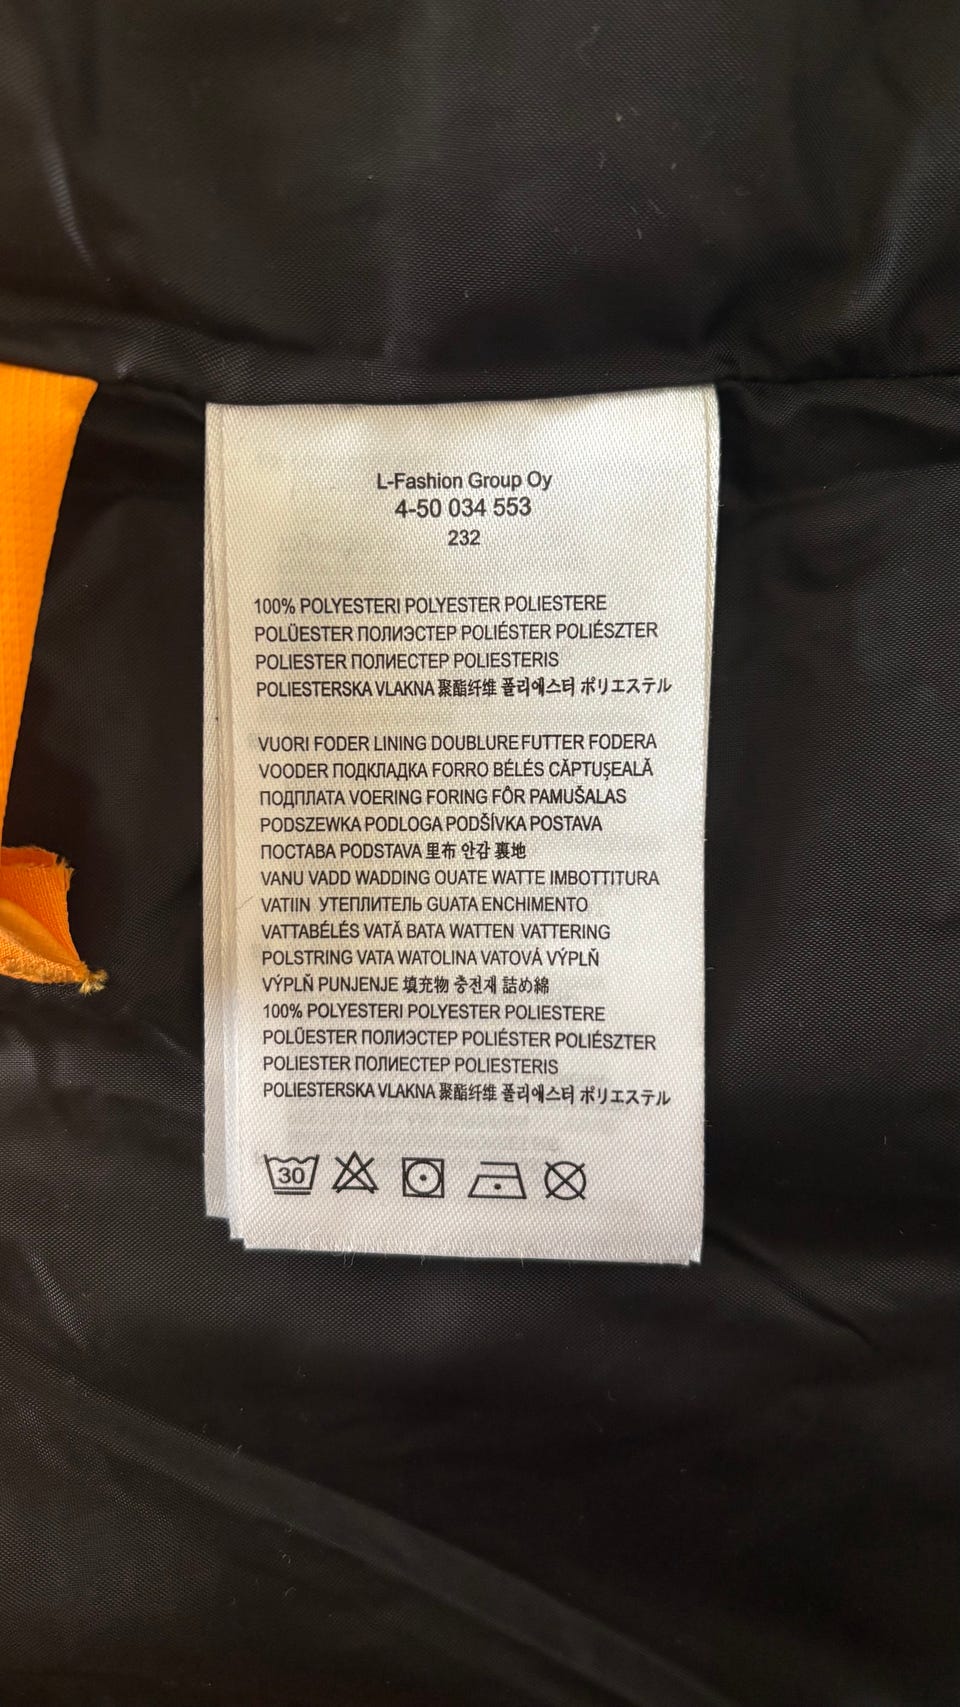 L-Fashion Group Oy
4-50 034 553
232
100% POLYESTERI POLYESTER POLIESTERE
POLÜESTER ПОЛИЭСТЕР POLIÉSTER POLIÉSZTER
POLIESTER ПОЛИЕСТЕР POLIESTERIS
POLIESTERSKA VLAKNA 聚酯纤维 폴리에스터 ポリエステル
VUORI FODER LINING DOUBLURE FUTTER FODERA
VOODER ПОДКЛАДКА FORRO BÉLÉS CĂPTUŞEALĂ
ПОДПЛАТА VOERING FORING FÔR PAMUŠALAS
PODSZEWKA PODLOGA PODŠÍVKA POSTAVA
ПОСТАВА PODSTAVA 里布 안감 裏地
VANU VADD WADDING OUATE WATTE IMBOTTITURA
VATIIN УТЕПЛИТЕЛЬ GUATA ENCHIMENTO
VATTABÉLÉS VATĂ BATA WATTEN VATTERING
POLSTRING VATA WATOLINA VATOVÁ VÝPLŇ
VÝPLŇ PUNJENJE 填充物 충전재 詰め綿
100% POLYESTERI POLYESTER POLIESTERE
POLÜESTER ПОЛИЭСТЕР POLIÉSTER POLIÉSZTER
POLIESTER ПОЛИЕСТЕР POLIESTERIS
POLIESTERSKA VLAKNA 聚酯纤维 폴리에스터 ポリエステル
30